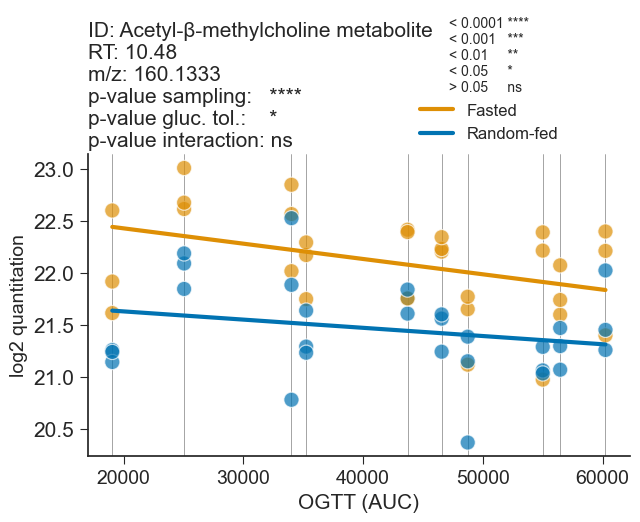 ID: Acetyl-β-methylcholine metabolite
RT: 10.48
m/z: 160.1333
p-value sampling: ****
p-value gluc. tol.: *
p-value interaction: ns
< 0.0001 ****
< 0.001 ***
< 0.01 **
< 0.05 *
> 0.05 ns
Fasted
Random-fed
log2 quantitation
23.0
22.5
22.0
21.5
21.0
20.5
20000 30000 40000 50000 60000
OGTT (AUC)